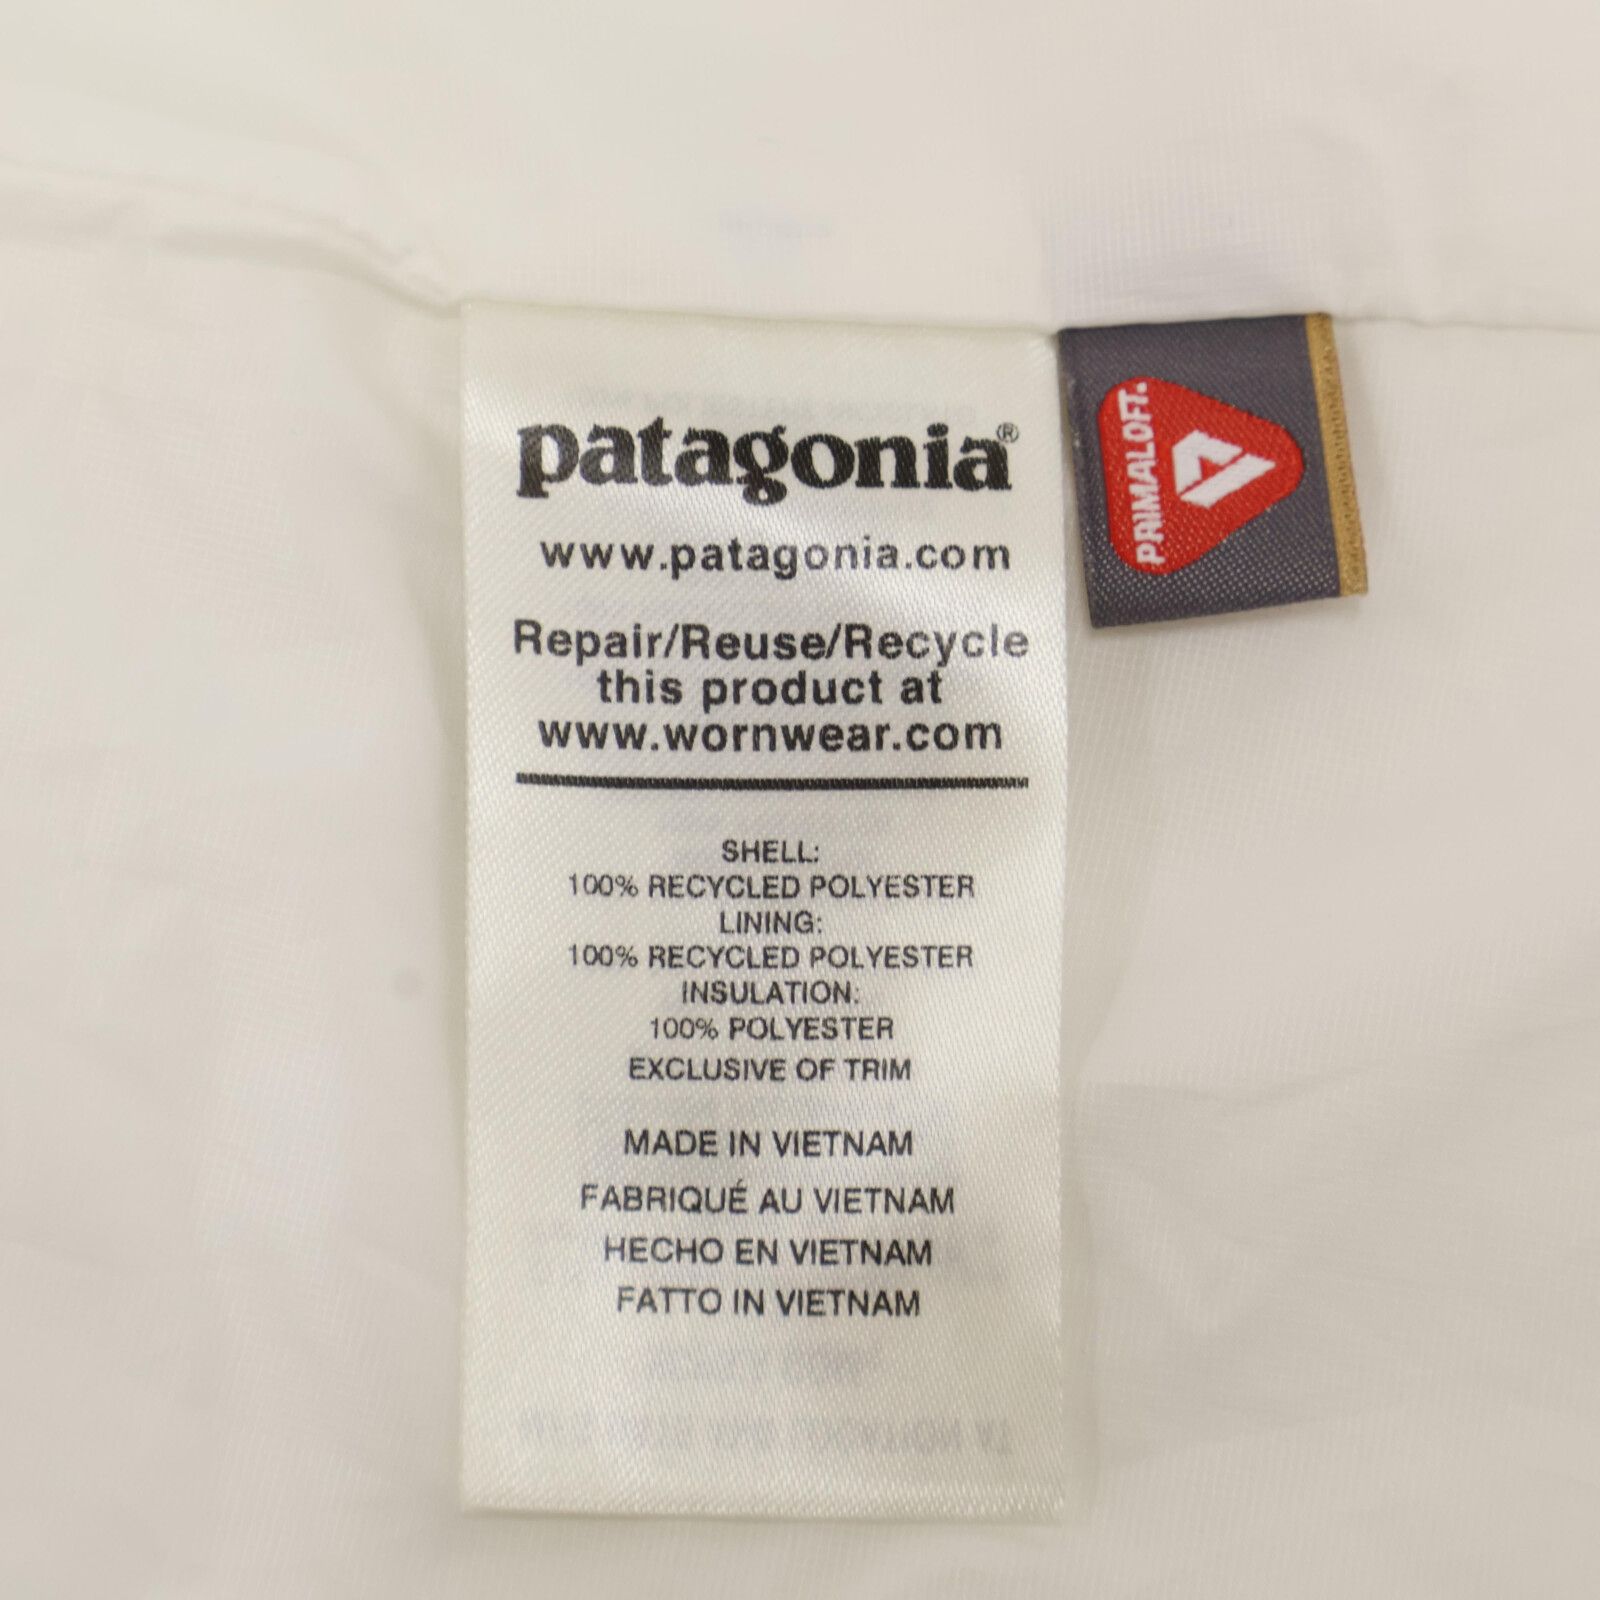 patagonia®
www.patagonia.com
Repair/Reuse/Recycle
this product at
www.wornwear.com
SHELL:
100% RECYCLED POLYESTER
LINING:
100% RECYCLED POLYESTER
INSULATION:
100% POLYESTER
EXCLUSIVE OF TRIM
MADE IN VIETNAM
FABRIQUÉ AU VIETNAM
HECHO EN VIETNAM
FATTO IN VIETNAM
PRIMALOFT.